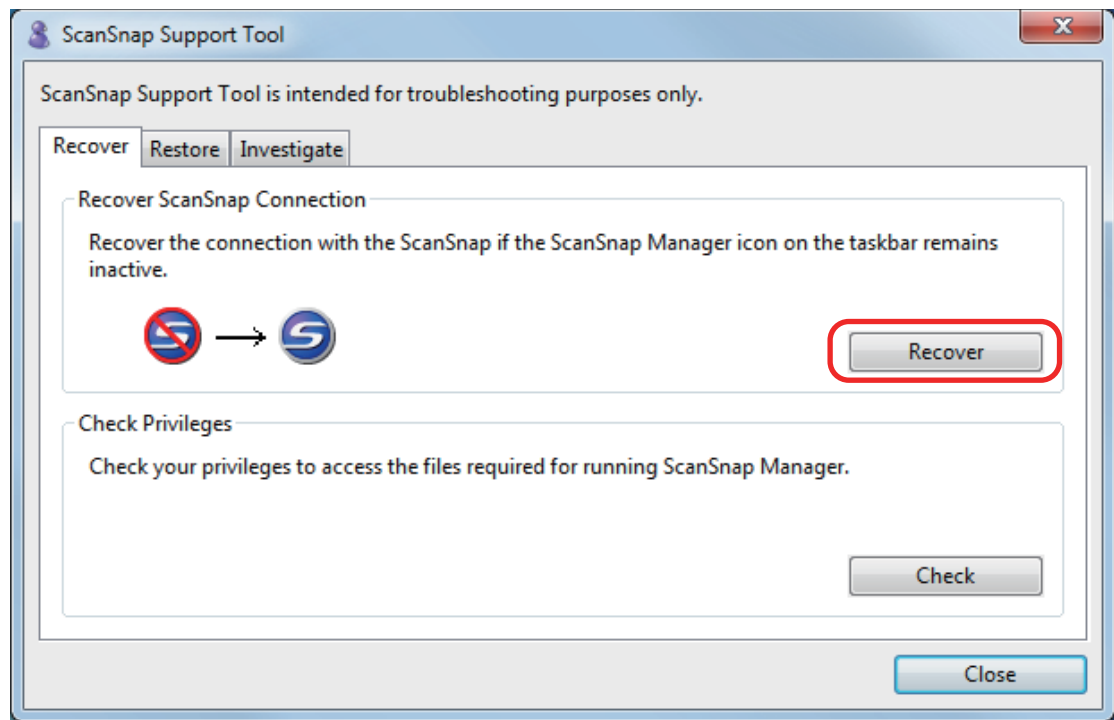 ScanSnap Support Tool
ScanSnap Support Tool is intended for troubleshooting purposes only.
Recover Restore Investigate
Recover ScanSnap Connection
Recover the connection with the ScanSnap if the ScanSnap Manager icon on the taskbar remains
inactive.
Recover
Check Privileges
Check your privileges to access the files required for running ScanSnap Manager.
Check
Close